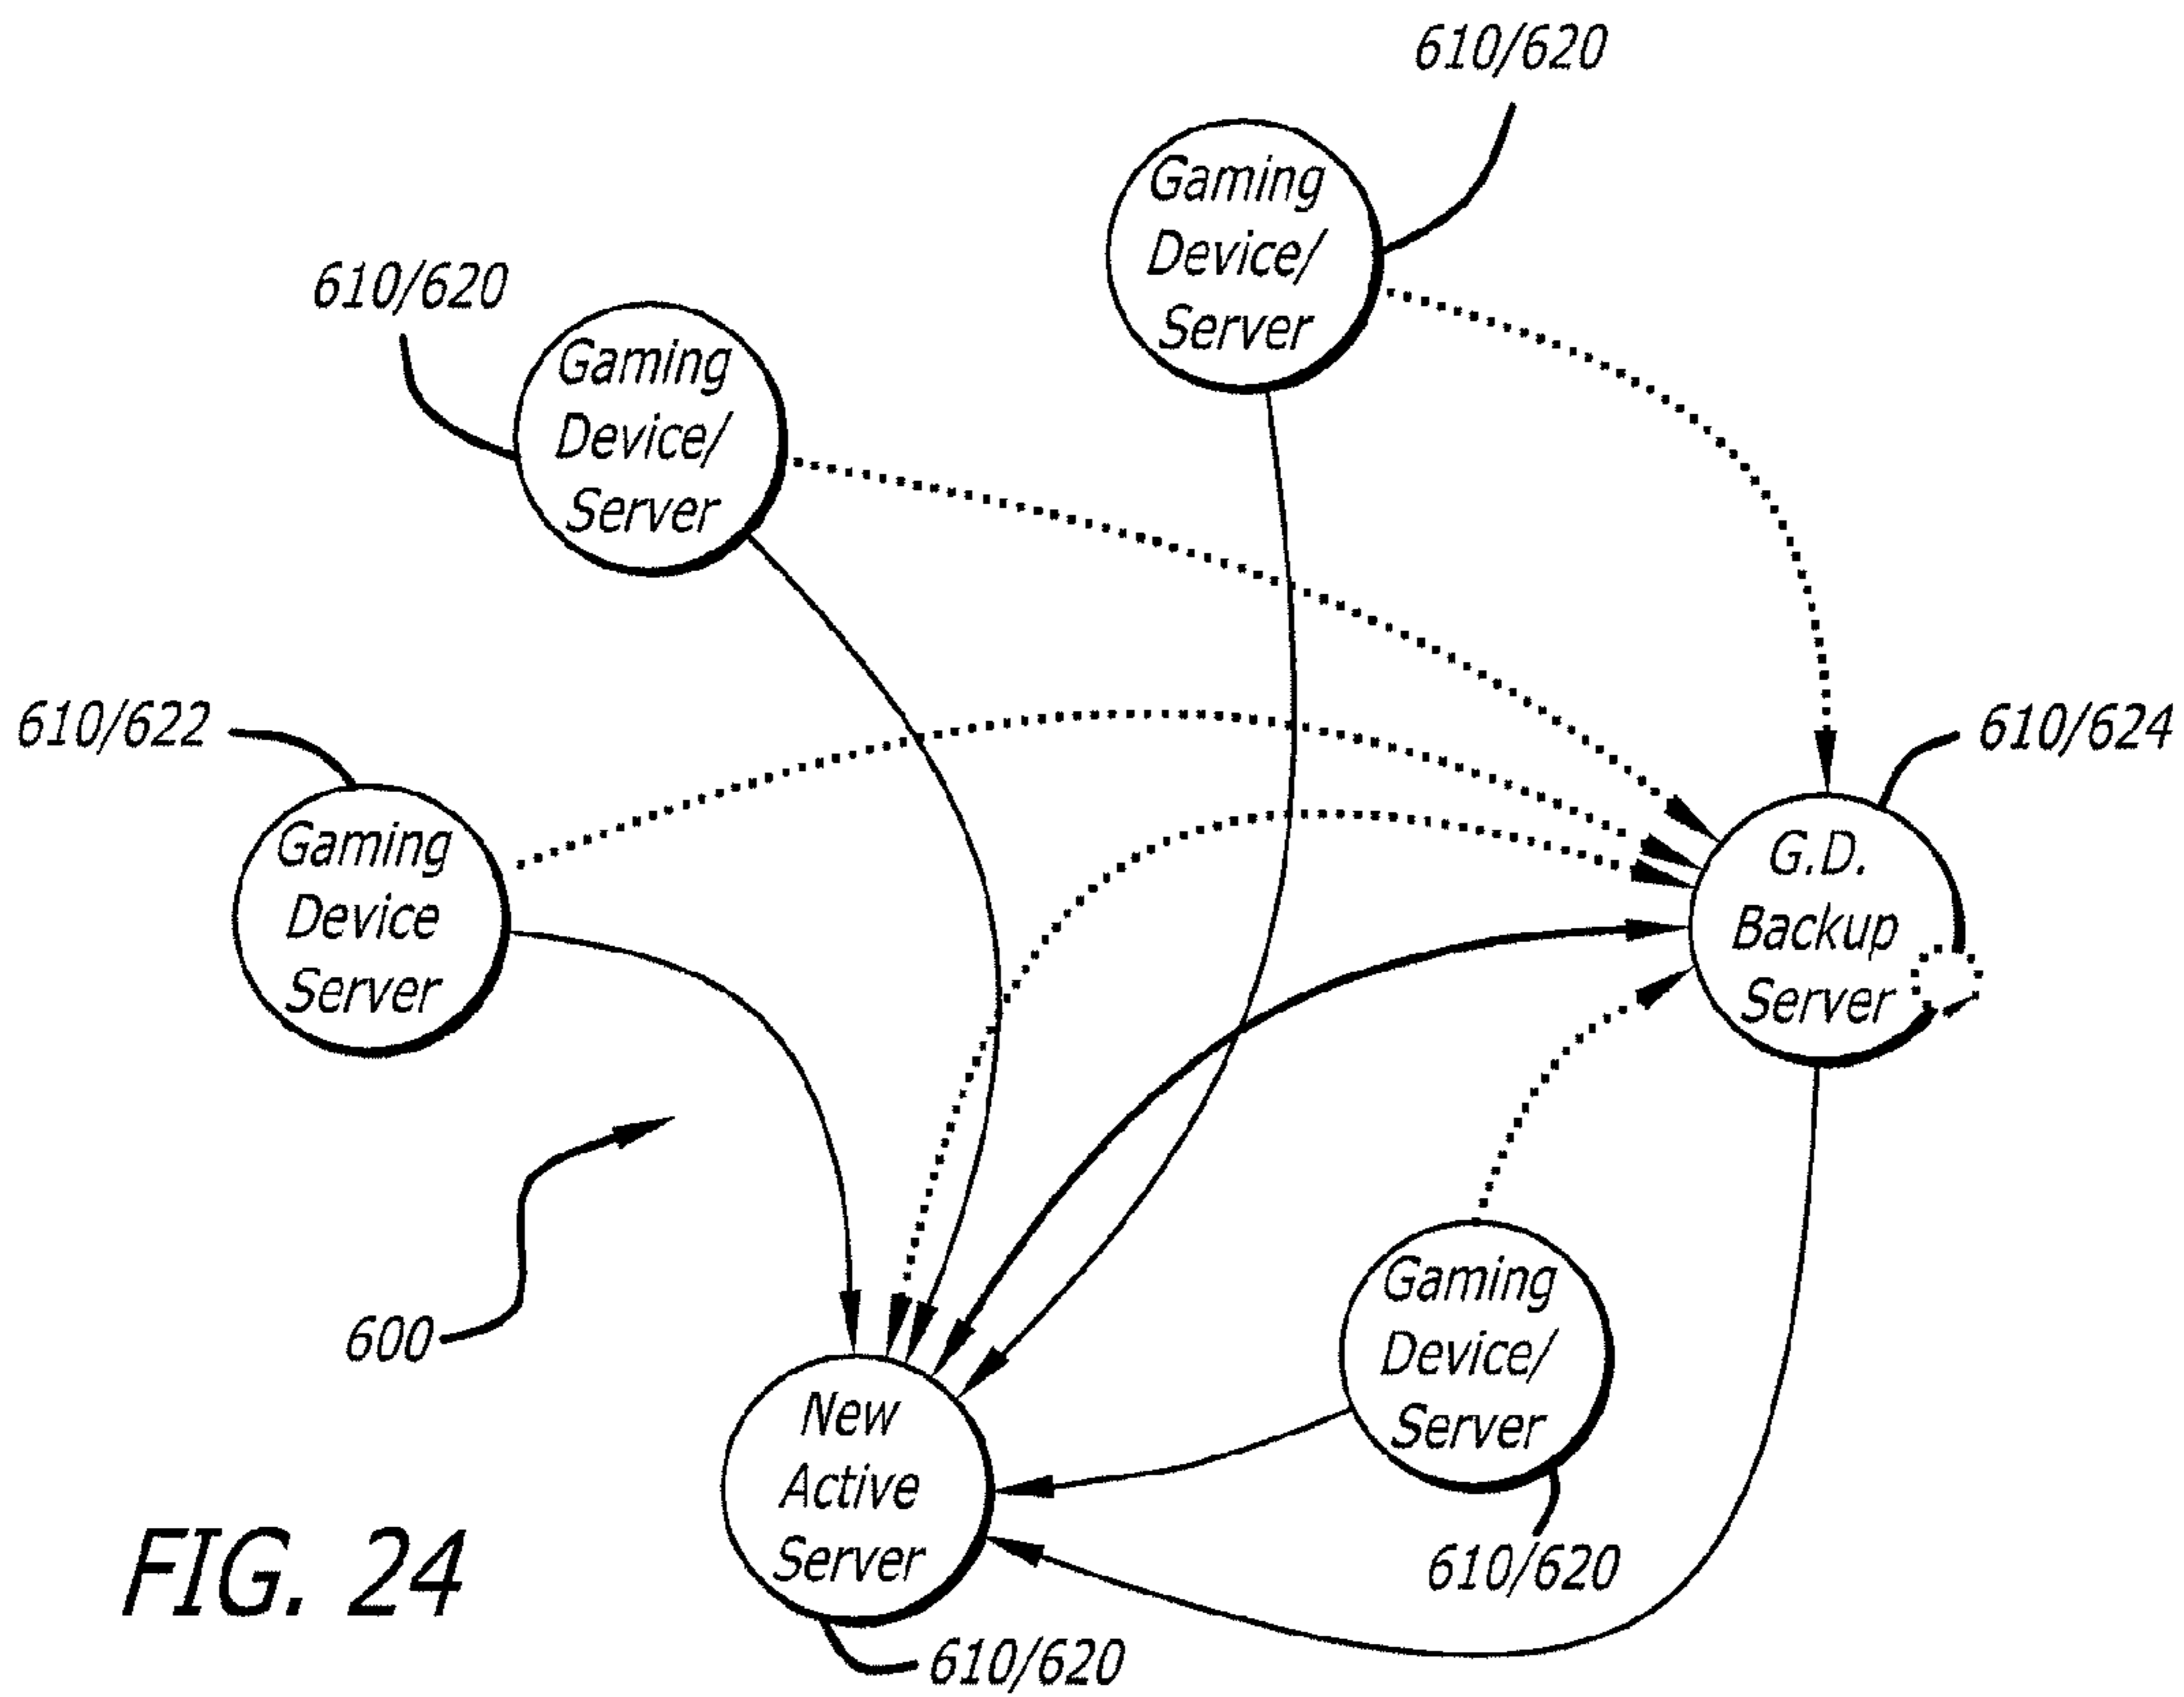 610/620
Gaming
Device/
Server
610/620
Gaming
Device/
Server
610/622
Gaming
Device
Server
610/624
G.D.
Backup
Server
600
Gaming
Device/
Server
610/620
New
Active
Server
610/620
FIG. 24